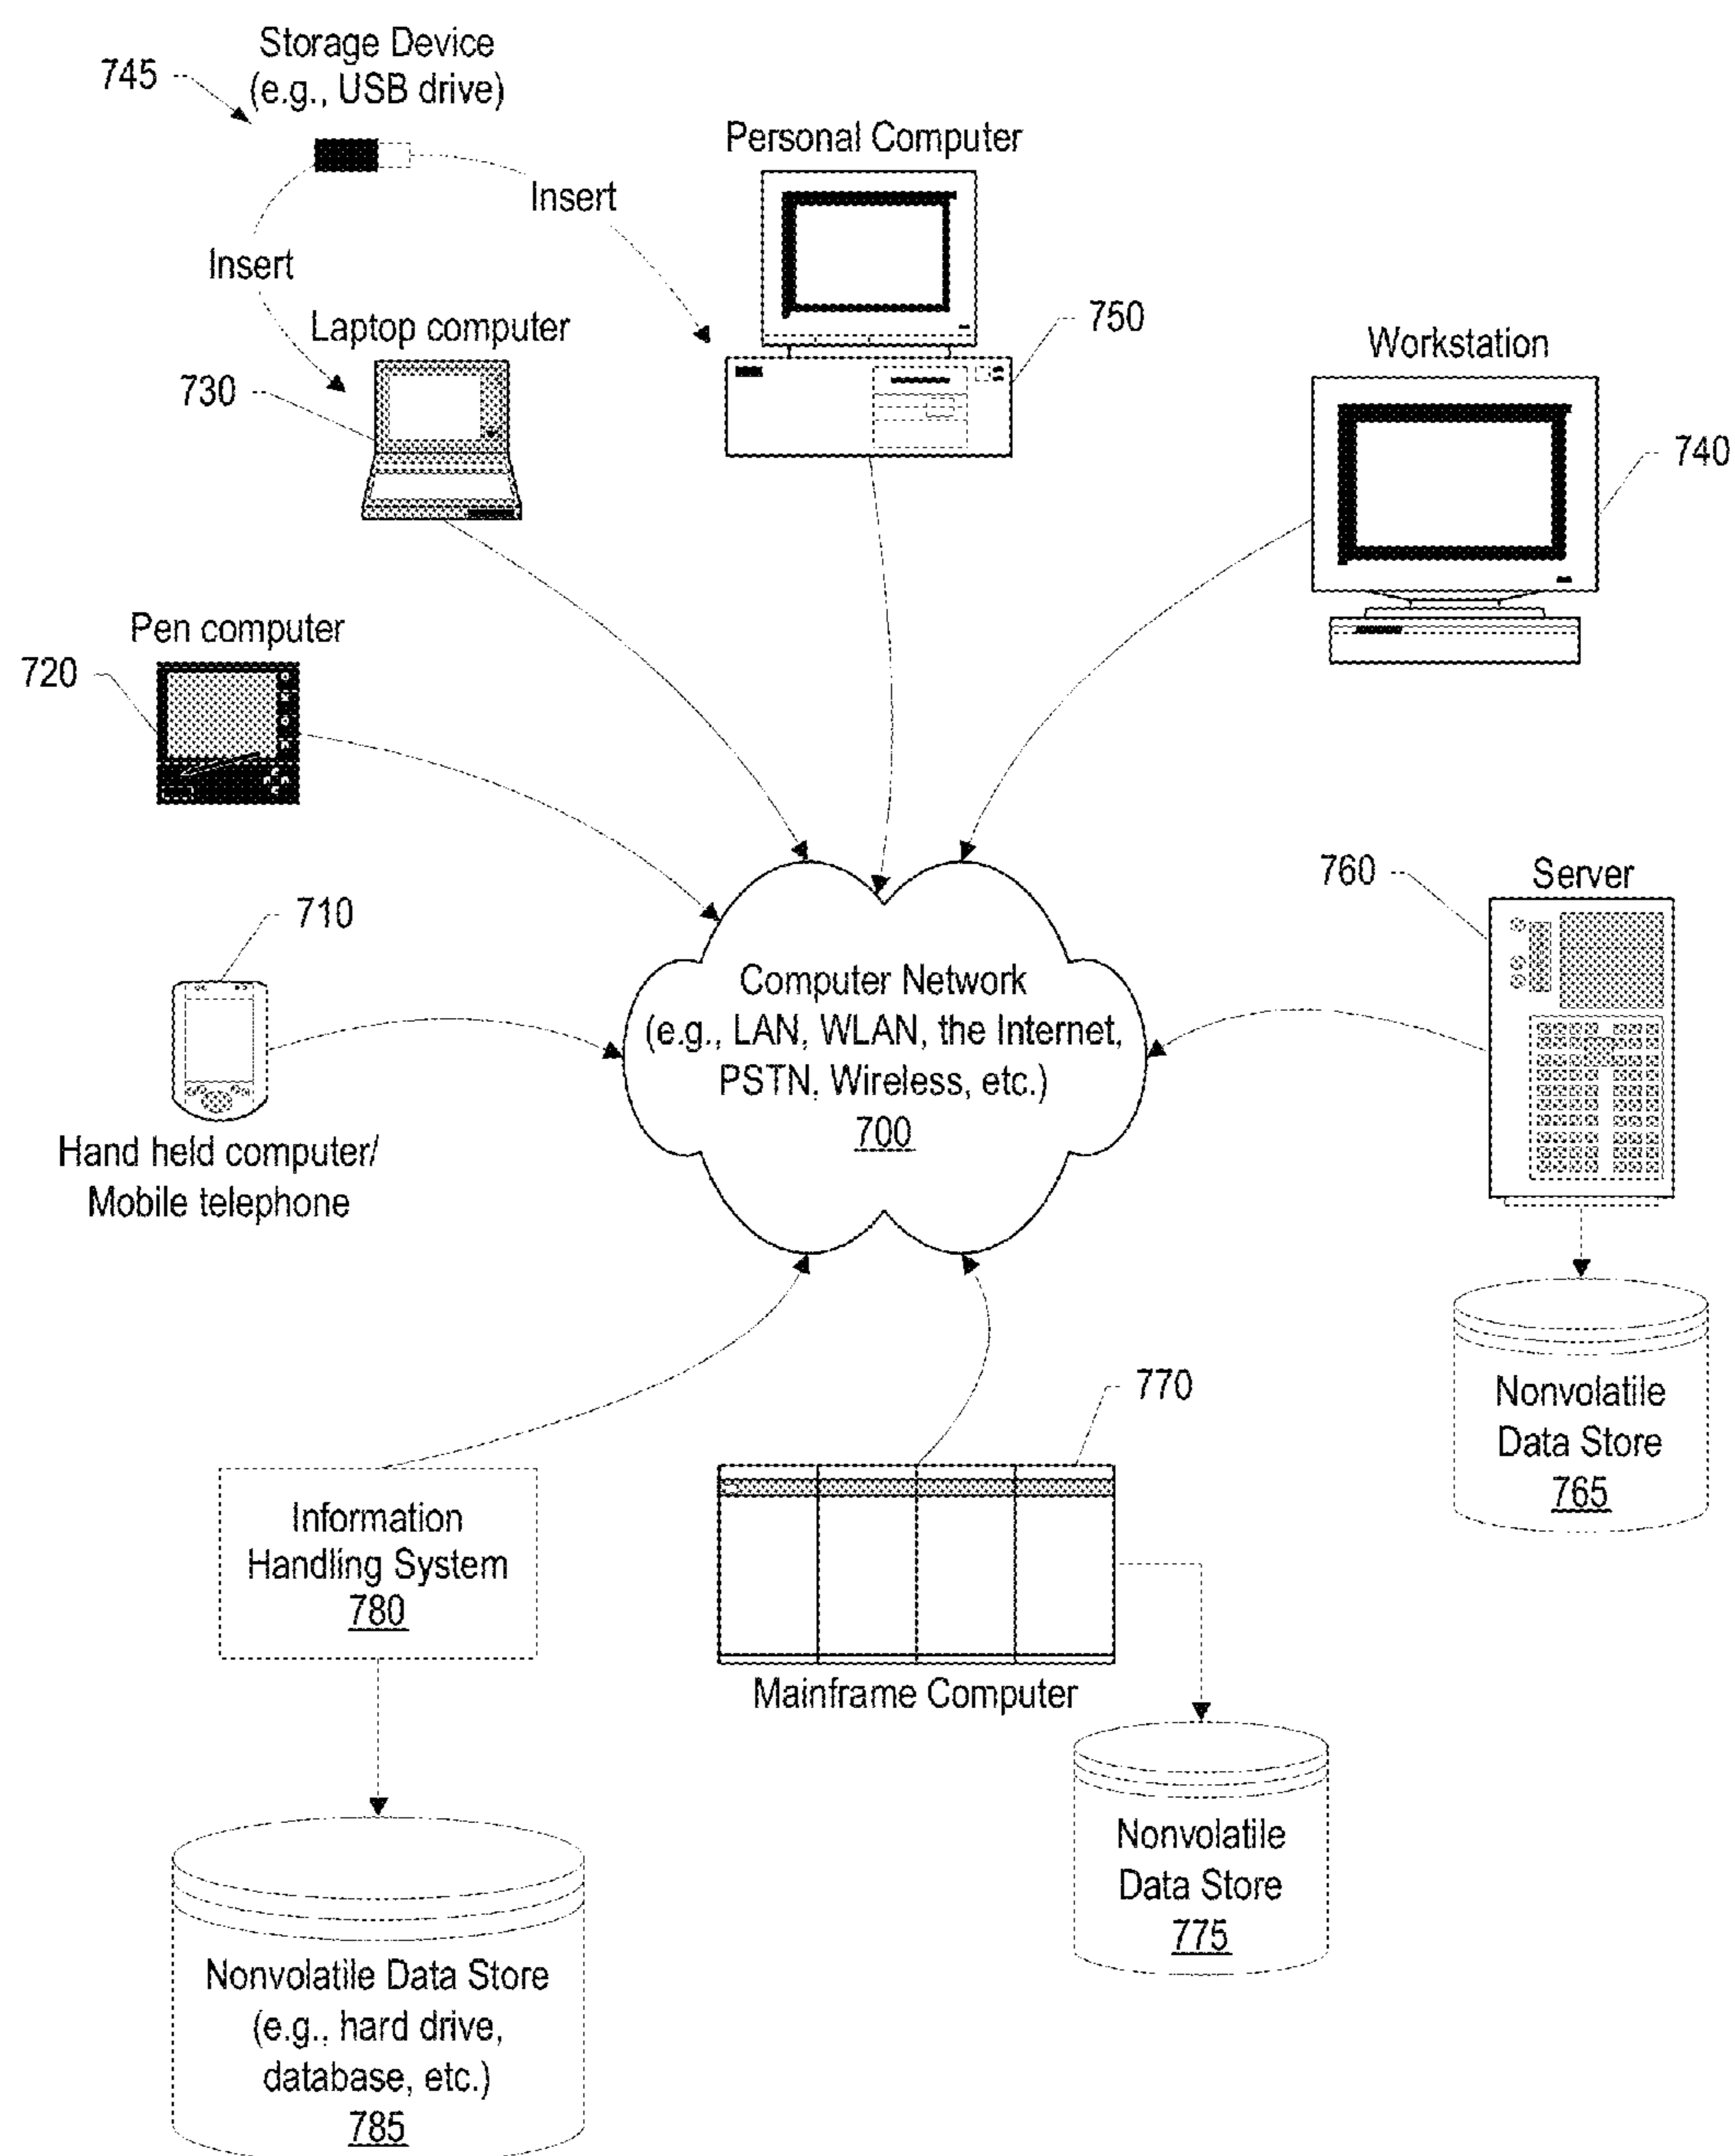 Storage Device
(e.g., USB drive)
745
Personal Computer
Insert
Insert
Laptop computer
750
Workstation
730
740
Pen computer
720
760
Server
710
Computer Network
(e.g., LAN, WLAN, the Internet,
PSTN, Wireless, etc.)
700
Hand held computer/
Mobile telephone
Nonvolatile
Data Store
765
770
Information
Handling System
780
Mainframe Computer
Nonvolatile
Data Store
775
Nonvolatile Data Store
(e.g., hard drive,
database, etc.)
785